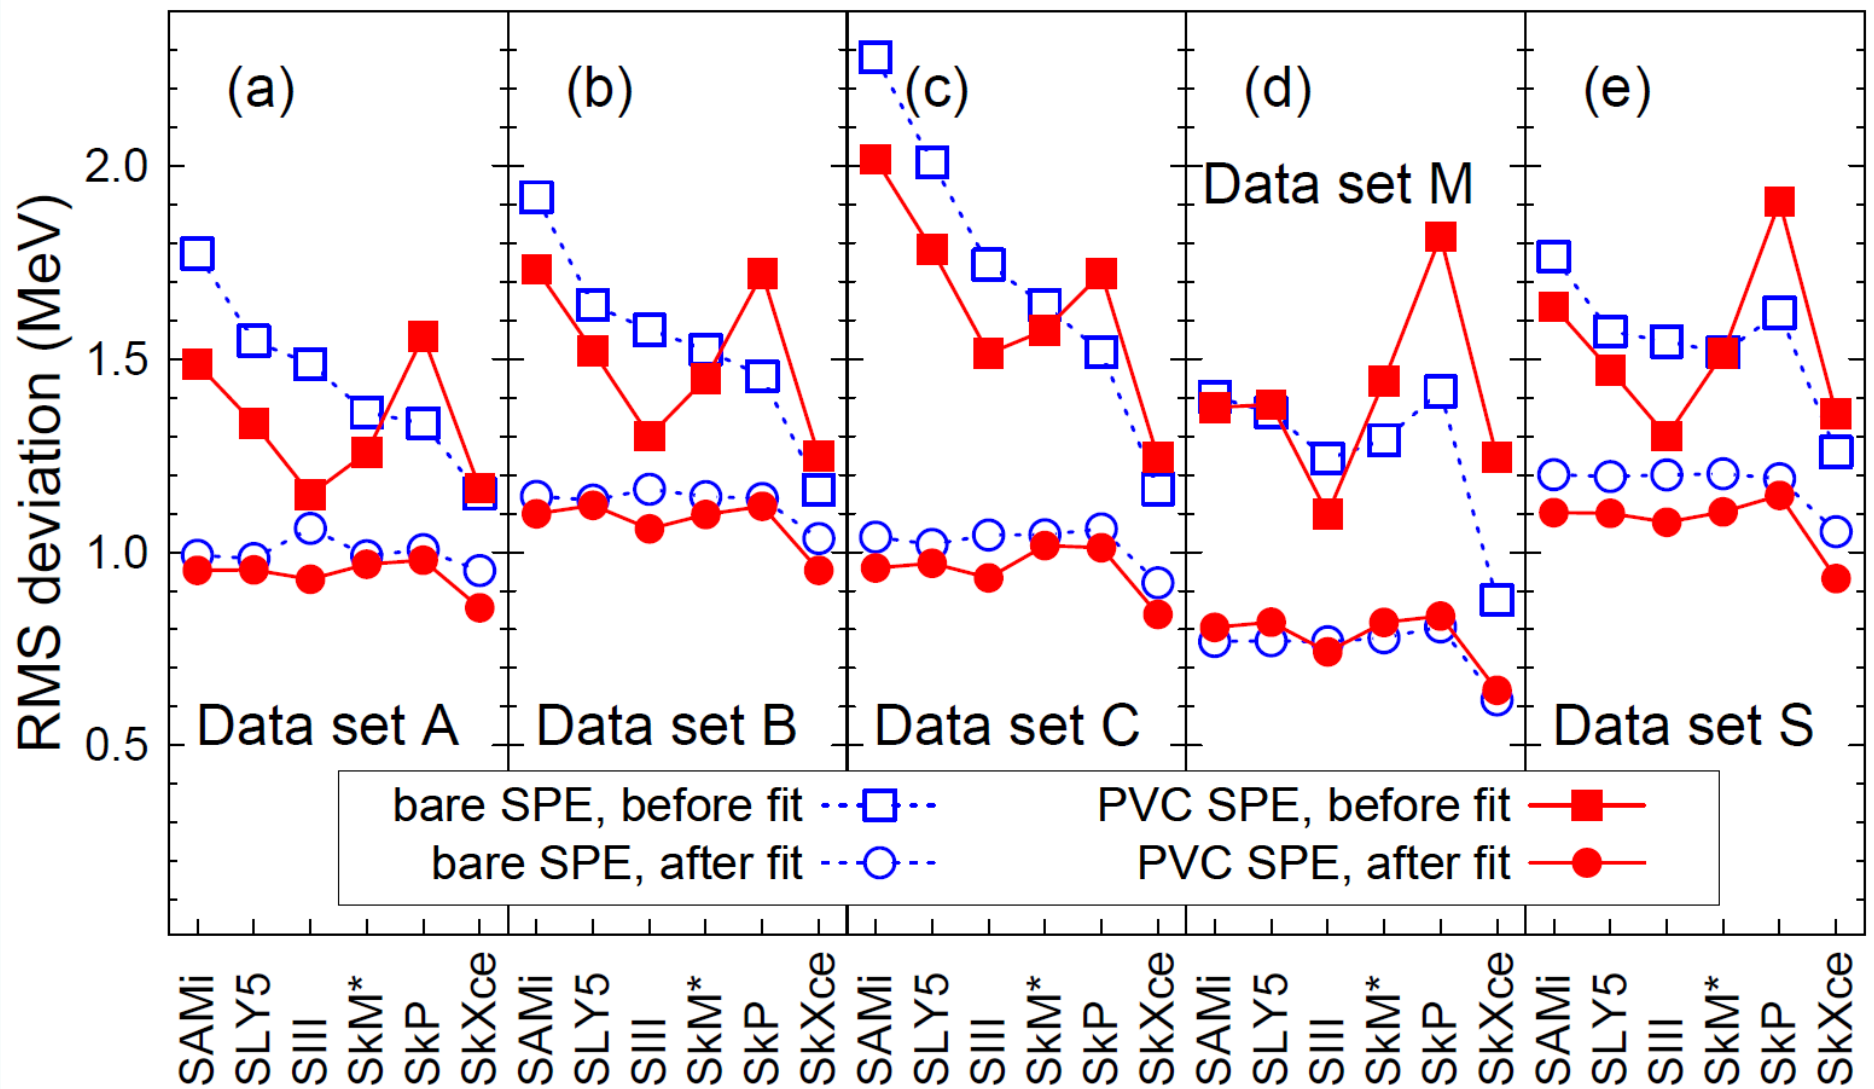 RMS deviation (MeV)
2.0
1.5
1.0
0.5
(a)
(b)
(c)
(d)
(e)
Data set A
Data set B
Data set C
Data set M
Data set S
bare SPE, before fit
PVC SPE, before fit
bare SPE, after fit
PVC SPE, after fit
SAMi
SLY5
SIII
SkM*
SkP
SkXce
SAMi
SLY5
SIII
SkM*
SkP
SkXce
SAMi
SLY5
SIII
SkM*
SkP
SkXce
SAMi
SLY5
SIII
SkM*
SkP
SkXce
SAMi
SLY5
SIII
SkM*
SkP
SkXce